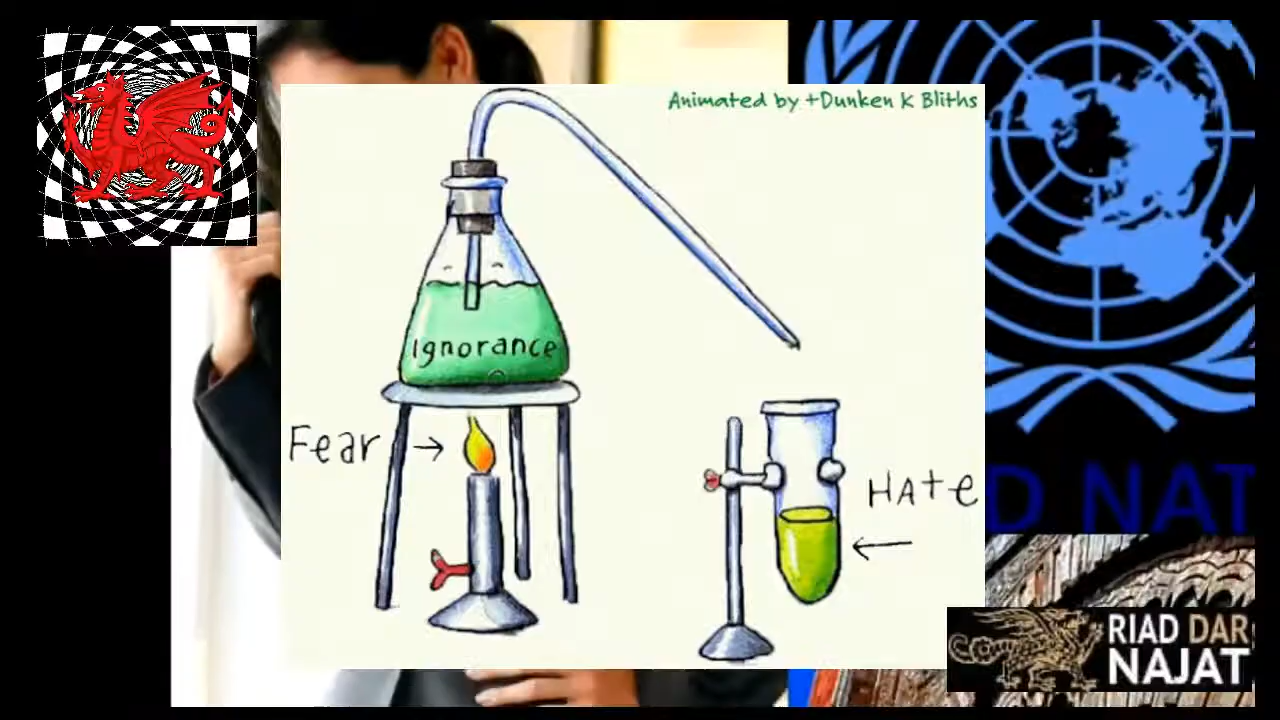 Animated by +Dunken K Bliths
Ignorance
Fear
HAte
D NAT
RIAD DAR
NAJAT